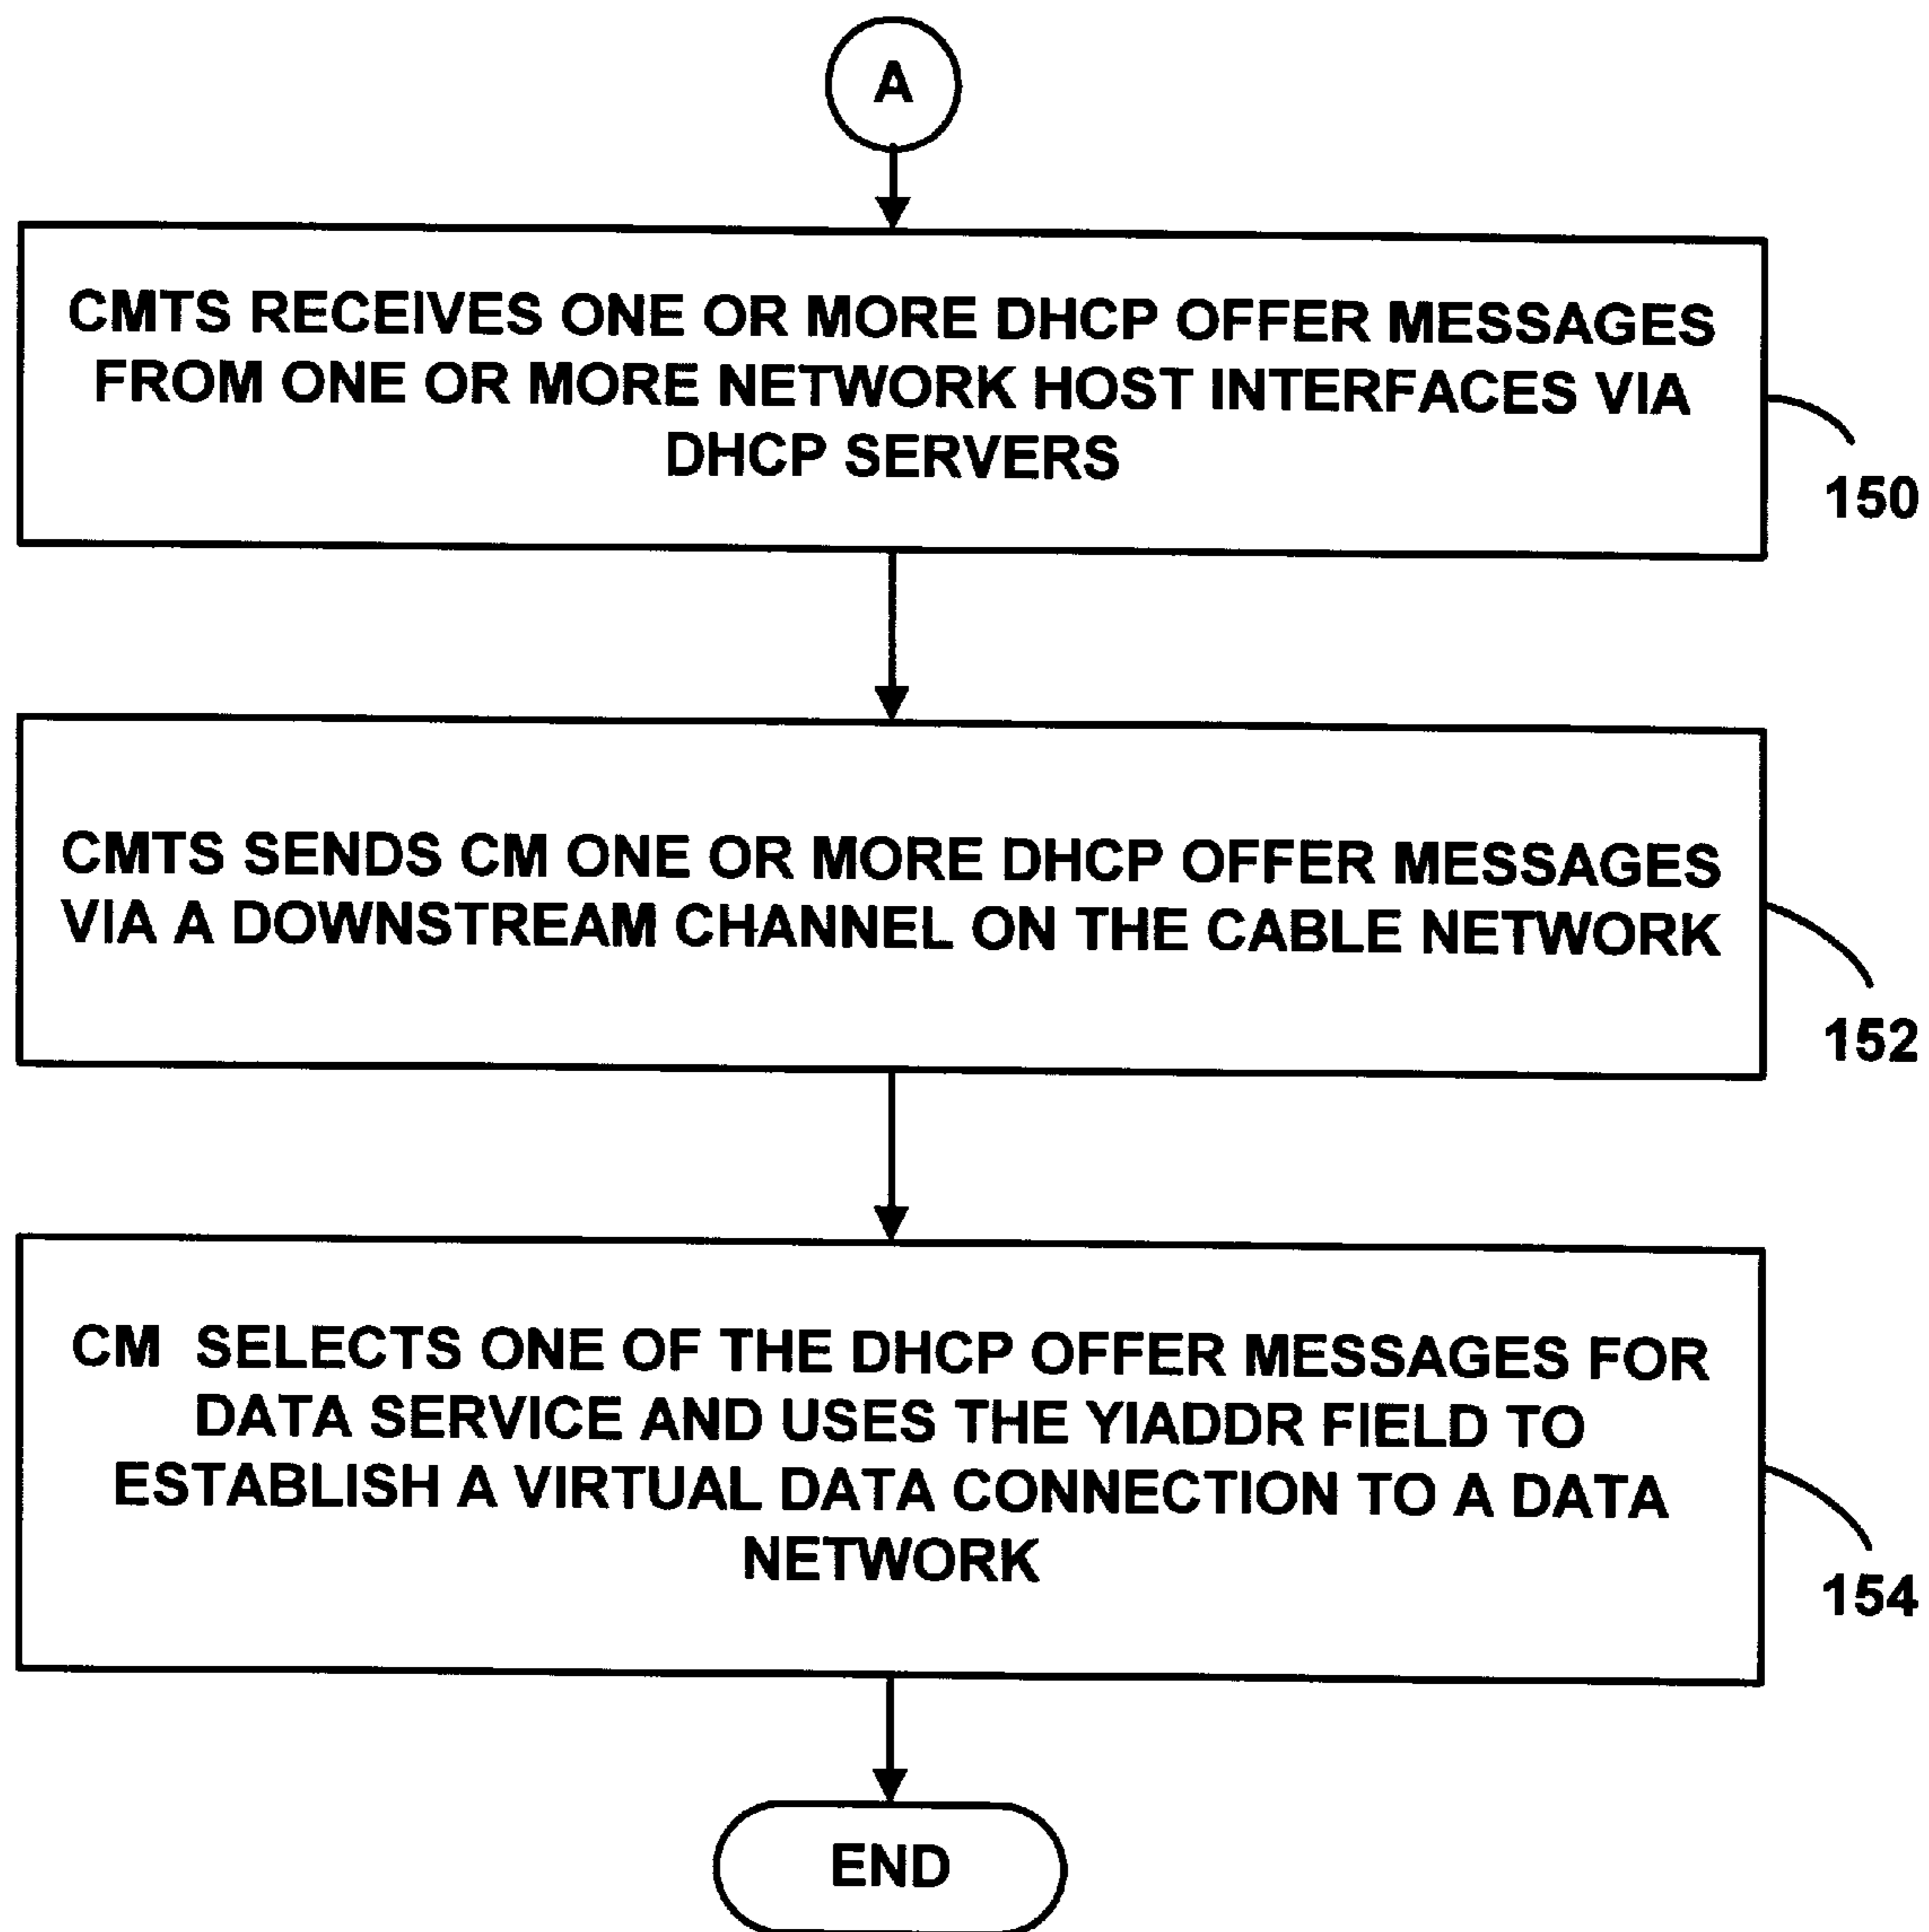 A
CMTS RECEIVES ONE OR MORE DHCP OFFER MESSAGES
FROM ONE OR MORE NETWORK HOST INTERFACES VIA
DHCP SERVERS
150
CMTS SENDS CM ONE OR MORE DHCP OFFER MESSAGES
VIA A DOWNSTREAM CHANNEL ON THE CABLE NETWORK
152
CM SELECTS ONE OF THE DHCP OFFER MESSAGES FOR
DATA SERVICE AND USES THE YIADDR FIELD TO
ESTABLISH A VIRTUAL DATA CONNECTION TO A DATA
NETWORK
154
END